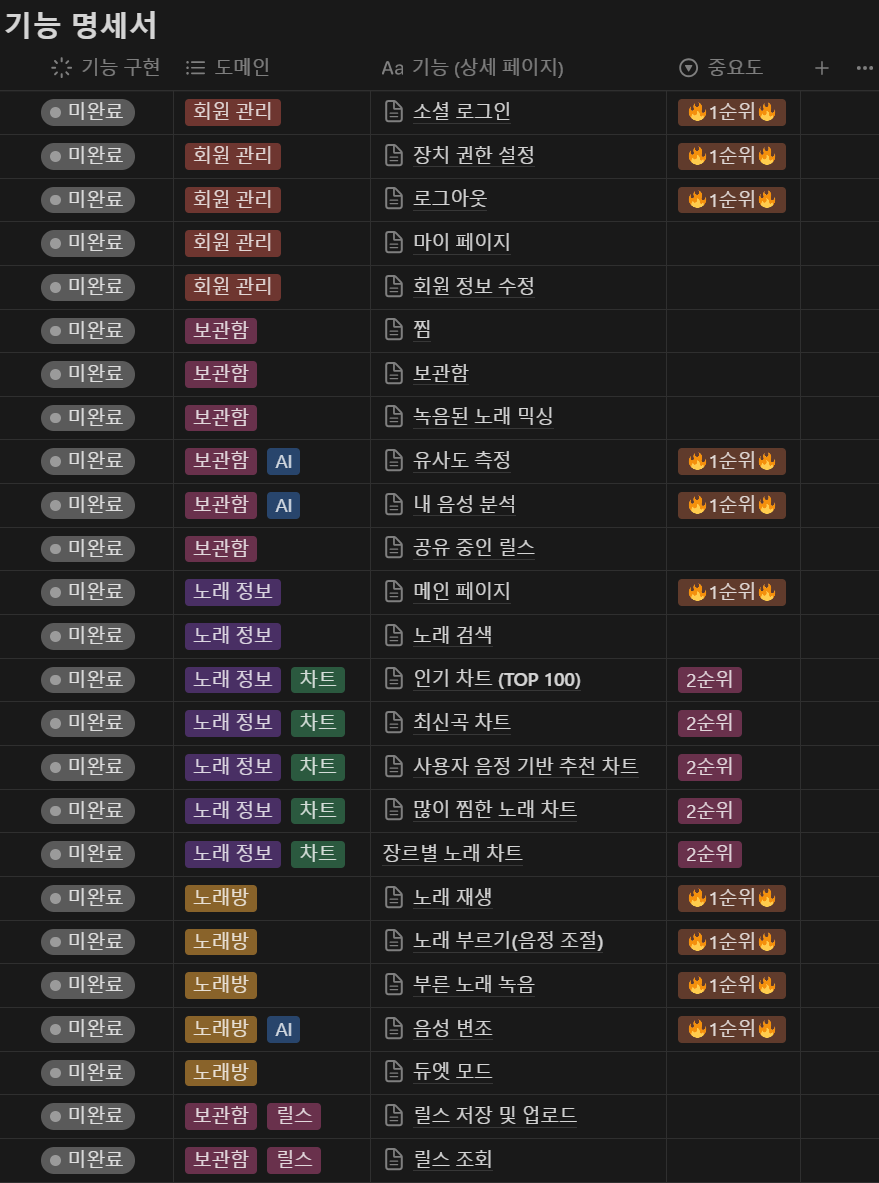 기능 명세서
기능 구현 도메인 Aa 기능 (상세 페이지) 중요도 + •••
미완료 회원 관리 소셜 로그인 🔥1순위🔥
미완료 회원 관리 장치 권한 설정 🔥1순위🔥
미완료 회원 관리 로그아웃 🔥1순위🔥
미완료 회원 관리 마이 페이지
미완료 회원 관리 회원 정보 수정
미완료 보관함 찜
미완료 보관함 보관함
미완료 보관함 녹음된 노래 믹싱
미완료 보관함 AI 유사도 측정 🔥1순위🔥
미완료 보관함 AI 내 음성 분석 🔥1순위🔥
미완료 보관함 공유 중인 릴스
미완료 노래 정보 메인 페이지 🔥1순위🔥
미완료 노래 정보 노래 검색
미완료 노래 정보 차트 인기 차트 (TOP 100) 2순위
미완료 노래 정보 차트 최신곡 차트 2순위
미완료 노래 정보 차트 사용자 음정 기반 추천 차트 2순위
미완료 노래 정보 차트 많이 찜한 노래 차트 2순위
미완료 노래 정보 차트 장르별 노래 차트 2순위
미완료 노래방 노래 재생 🔥1순위🔥
미완료 노래방 노래 부르기(음정 조절) 🔥1순위🔥
미완료 노래방 부른 노래 녹음 🔥1순위🔥
미완료 노래방 AI 음성 변조 🔥1순위🔥
미완료 노래방 듀엣 모드
미완료 보관함 릴스 릴스 저장 및 업로드
미완료 보관함 릴스 릴스 조회